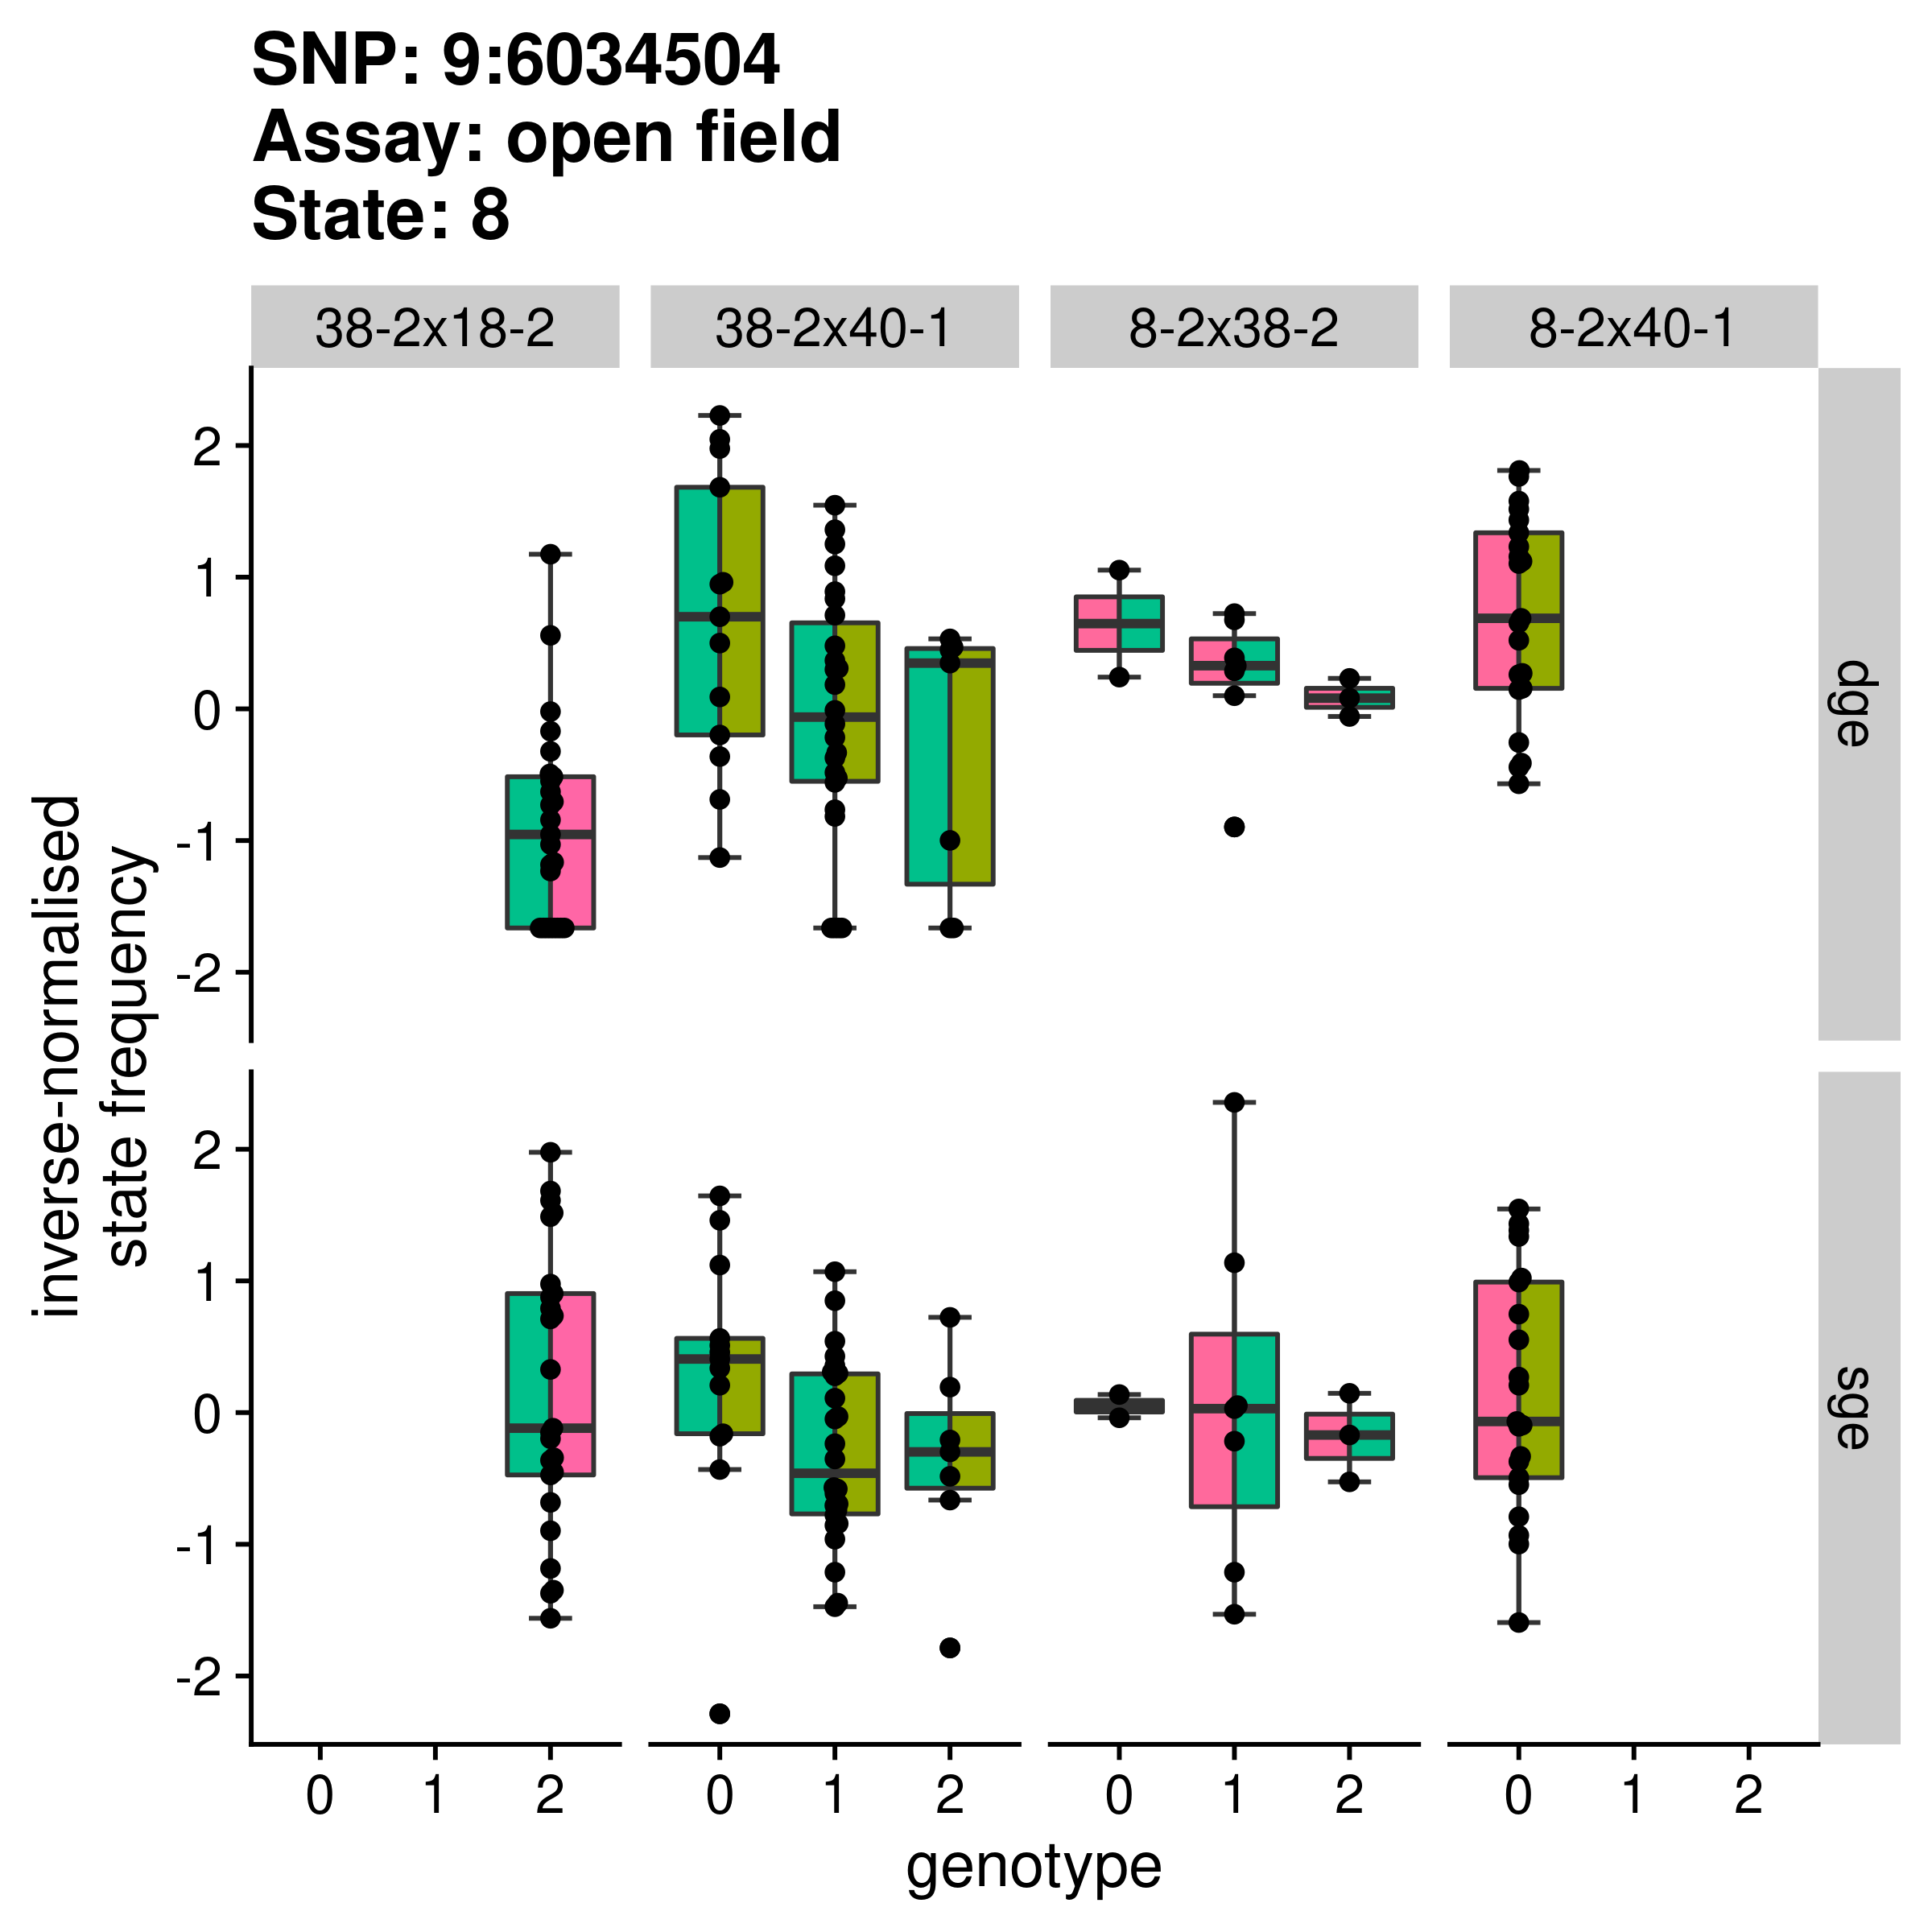 SNP: 9:6034504
Assay: open field
State: 8
38-2x18-2 38-2x40-1 8-2x38-2 8-2x40-1
inverse-normalised
state frequency
2
1
0
-1
-2
dge
2
1
0
-1
-2
sge
0 1 2 0 1 2 0 1 2 0 1 2
genotype